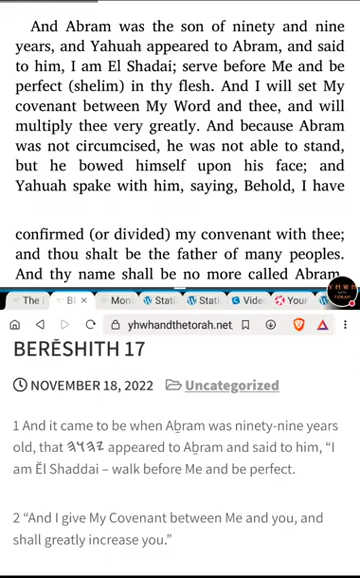 And Abram was the son of ninety and nine
years, and Yahuah appeared to Abram, and said
to him, I am El Shadai; serve before Me and be
perfect (shelim) in thy flesh. And I will set My
covenant between My Word and thee, and will
multiply thee very greatly. And because Abram
was not circumcised, he was not able to stand,
but he bowed himself upon his face; and
Yahuah spake with him, saying, Behold, I have
confirmed (or divided) my covenant with thee;
and thou shalt be the father of many peoples.
And thy name shall be no more called Abram
The Bl Mon Stati Stati Vide Your
yhwhandthetorah.net
BERĒSHITH 17
NOVEMBER 18, 2022 Uncategorized
1 And it came to be when Aḇram was ninety-nine years
old, that 𐤉𐤄𐤅𐤄 appeared to Aḇram and said to him, “I
am Ěl Shaddai – walk before Me and be perfect.
2 “And I give My Covenant between Me and you, and
shall greatly increase you.”